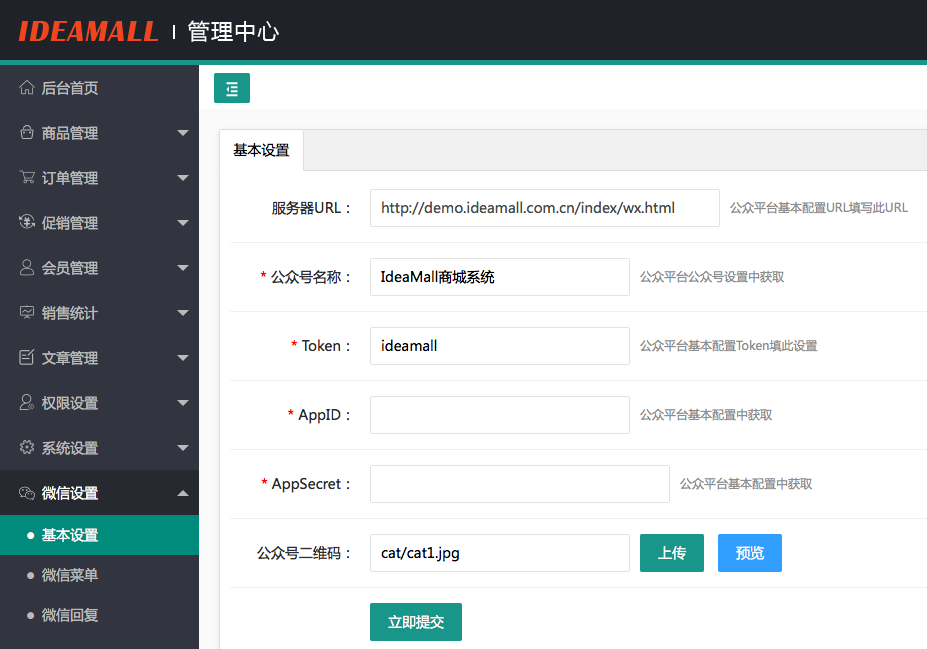 IDEAMALL | 管理中心
后台首页
商品管理
订单管理
促销管理
会员管理
销售统计
文章管理
权限设置
系统设置
微信设置
基本设置
微信菜单
微信回复
基本设置
服务器URL： http://demo.ideamall.com.cn/index/wx.html 公众平台基本配置URL填写此URL
* 公众号名称： IdeaMall商城系统 公众平台公众号设置中获取
* Token： ideamall 公众平台基本配置Token填此设置
* AppID： 公众平台基本配置中获取
* AppSecret： 公众平台基本配置中获取
公众号二维码： cat/cat1.jpg 上传 预览
立即提交